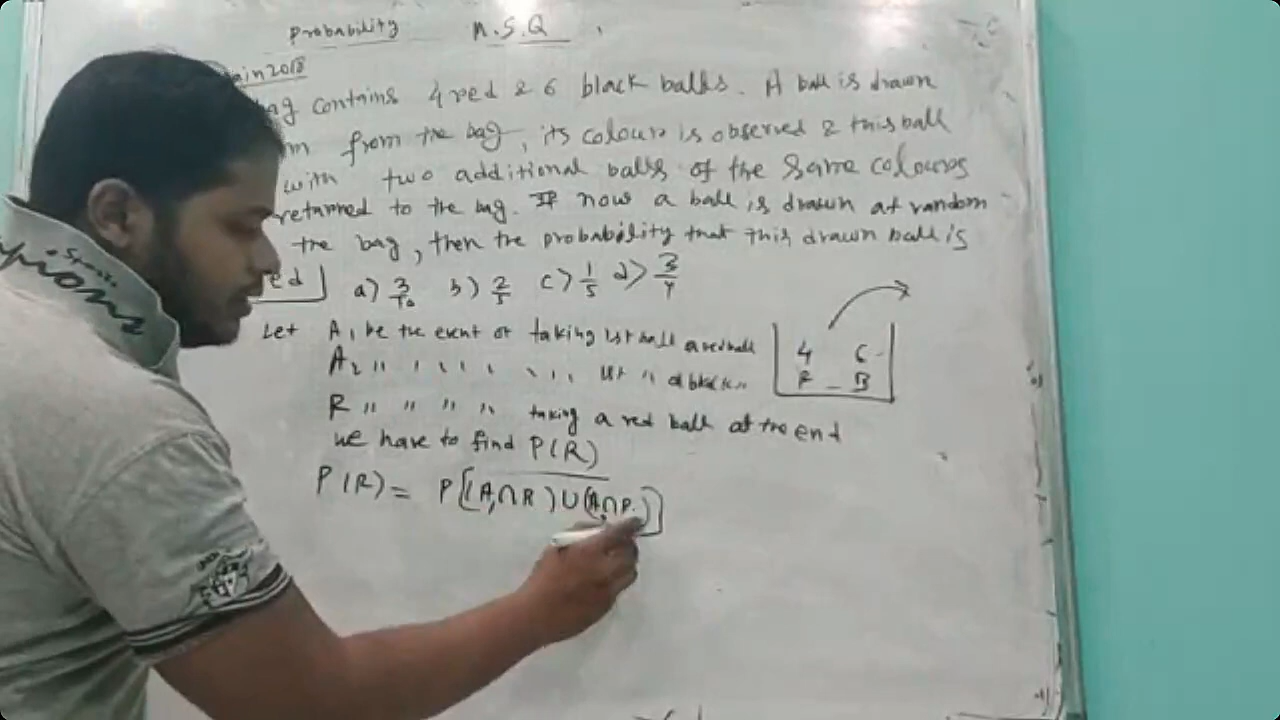 Probability M.S.Q
ain 2018
ag contains 4 red & 6 black balls. A ball is drawn
m from the bag, its colour is observed & this ball
with two additional balls of the same colours
returned to the bag. If now a ball is drawn at random
the bag, then the probability that this drawn ball is
ed a) 3/10 b) 2/5 c) 1/5 d) 3/4
Let A, be the event of taking 1st ball a red ball
A2 " " " " " " 1st " a black "
R " " " " taking a red ball at the end
we have to find P(R)
P(R) = P[(A,∩R)∪(A2∩R)]
4 6
R B